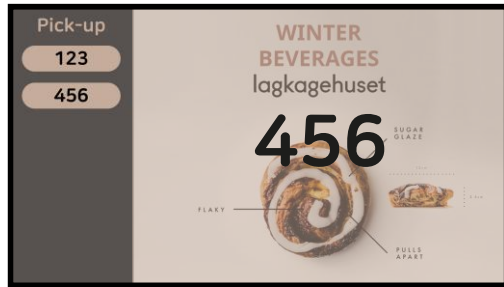 Pick-up
123
456
WINTER
BEVERAGES
lagkagehuset
456
SUGAR
GLAZE
FLAKY
PULLS
APART